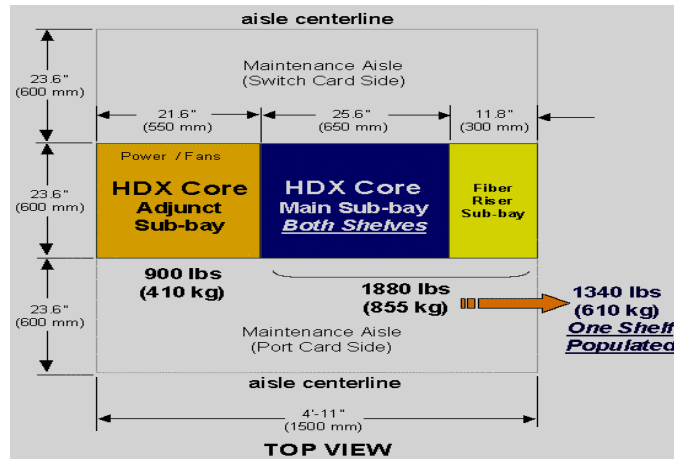 aisle centerline
Maintenance Aisle
(Switch Card Side)
23.6"
(600 mm)
21.6"
(550 mm)
25.6"
(650 mm)
11.8"
(300 mm)
23.6"
(600 mm)
Power / Fans
HDX Core
Adjunct
Sub-bay
HDX Core
Main Sub-bay
Both Shelves
Fiber
Riser
Sub-bay
23.6"
(600 mm)
900 lbs
(410 kg)
1880 lbs
(855 kg)
1340 lbs
(610 kg)
One Shelf
Populated
Maintenance Aisle
(Port Card Side)
aisle centerline
4'-11"
(1500 mm)
TOP VIEW